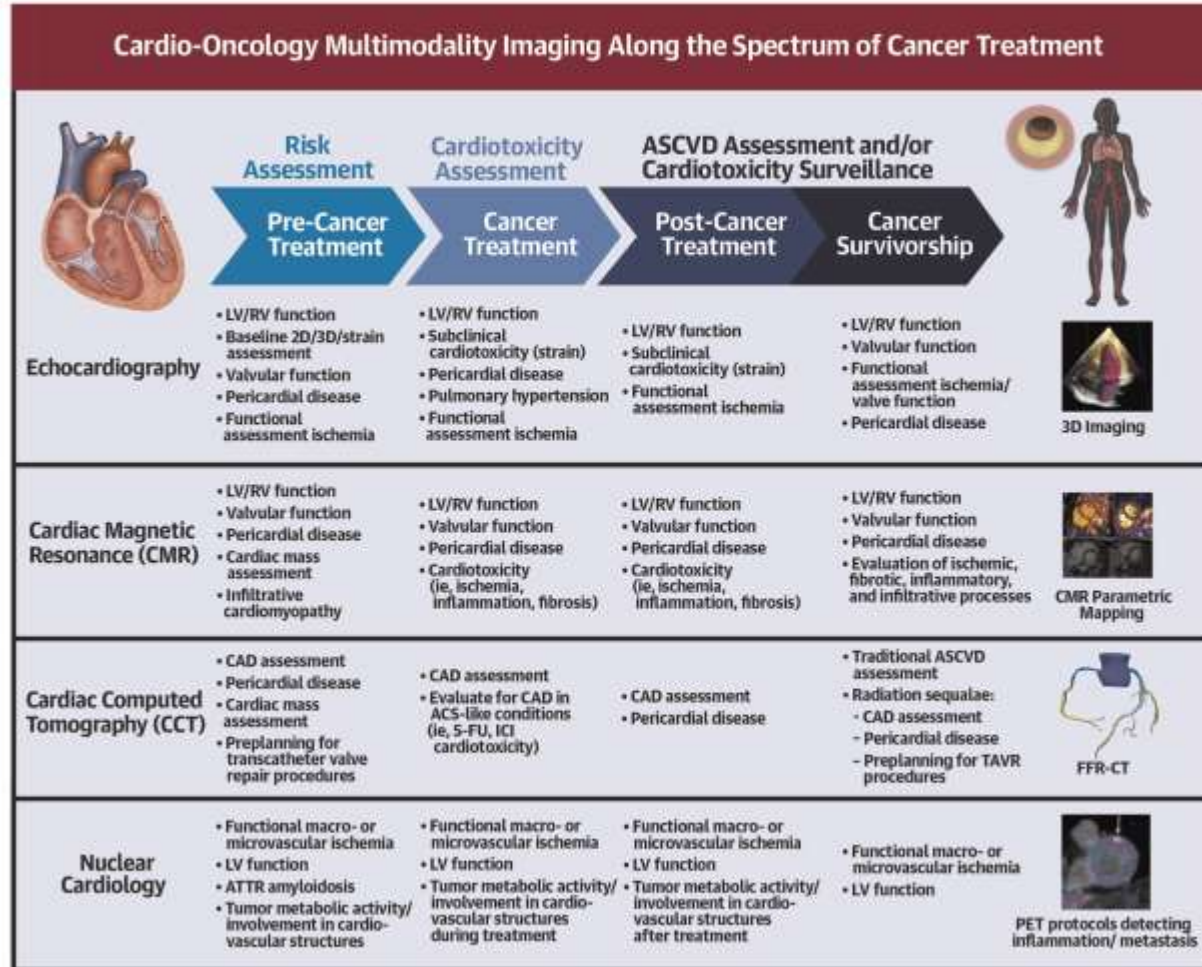 Cardio-Oncology Multimodality Imaging Along the Spectrum of Cancer Treatment
Risk
Assessment
Cardiotoxicity
Assessment
ASCVD Assessment and/or
Cardiotoxicity Surveillance
Pre-Cancer
Treatment
Cancer
Treatment
Post-Cancer
Treatment
Cancer
Survivorship
Echocardiography
• LV/RV function
• Baseline 2D/3D/strain
assessment
• Valvular function
• Pericardial disease
• Functional
assessment ischemia
• LV/RV function
• Subclinical
cardiotoxicity (strain)
• Pericardial disease
• Pulmonary hypertension
• Functional
assessment ischemia
• LV/RV function
• Subclinical
cardiotoxicity (strain)
• Functional
assessment ischemia
• LV/RV function
• Valvular function
• Functional
assessment ischemia/
valve function
• Pericardial disease
3D Imaging
Cardiac Magnetic
Resonance (CMR)
• LV/RV function
• Valvular function
• Pericardial disease
• Cardiac mass
assessment
• Infiltrative
cardiomyopathy
• LV/RV function
• Valvular function
• Pericardial disease
• Cardiotoxicity
(ie, ischemia,
inflammation, fibrosis)
• LV/RV function
• Valvular function
• Pericardial disease
• Cardiotoxicity
(ie, ischemia,
inflammation, fibrosis)
• LV/RV function
• Valvular function
• Pericardial disease
• Evaluation of ischemic,
fibrotic, inflammatory,
and infiltrative processes
CMR Parametric
Mapping
Cardiac Computed
Tomography (CCT)
• CAD assessment
• Pericardial disease
• Cardiac mass
assessment
• Preplanning for
transcatheter valve
repair procedures
• CAD assessment
• Evaluate for CAD in
ACS-like conditions
(ie, 5-FU, ICI
cardiotoxicity)
• CAD assessment
• Pericardial disease
• Traditional ASCVD
assessment
• Radiation sequalae:
- CAD assessment
– Pericardial disease
– Preplanning for TAVR
procedures
FFR-CT
Nuclear
Cardiology
• Functional macro- or
microvascular ischemia
• LV function
• ATTR amyloidosis
• Tumor metabolic activity/
involvement in cardio-
vascular structures
• Functional macro- or
microvascular ischemia
• LV function
• Tumor metabolic activity/
involvement in cardio-
vascular structures
during treatment
• Functional macro- or
microvascular ischemia
• LV function
• Tumor metabolic activity/
involvement in cardio-
vascular structures
after treatment
• Functional macro- or
microvascular ischemia
• LV function
PET protocols detecting
inflammation/ metastasis